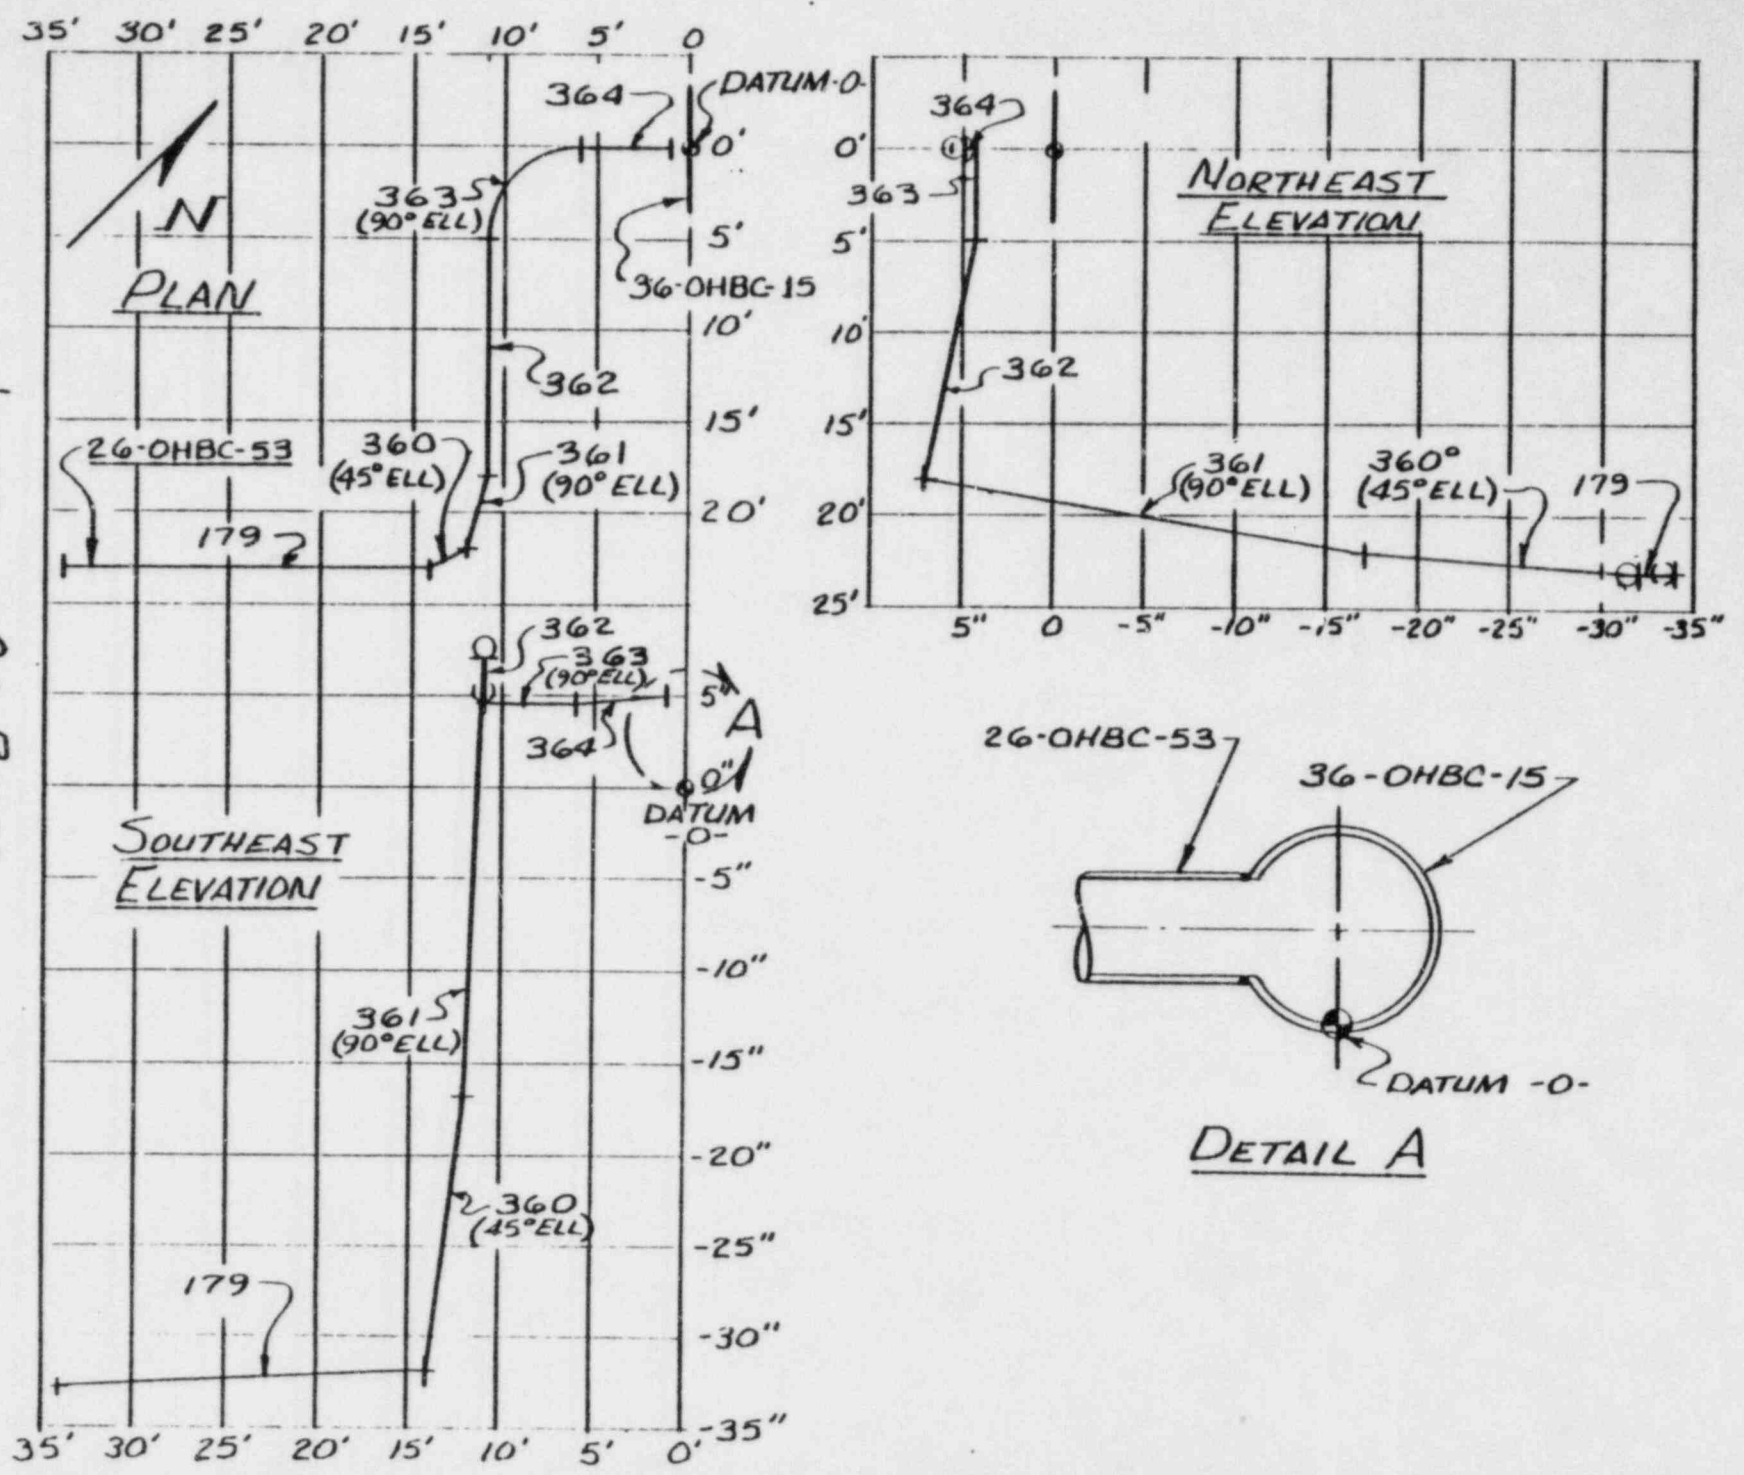 35' 30' 25' 20' 15' 10' 5' 0
364
DATUM-0-
0'
363
(90° ELL)
5'
N
36-OHBC-15
PLAN
10'
362
15'
26-OHBC-53
360
(45° ELL)
361
(90° ELL)
20'
179
362
363
(90° ELL)
5"
A
364
0"
DATUM
-0-
SOUTHEAST
ELEVATION
-5"
-10"
361
(90° ELL)
-15"
-20"
360
(45° ELL)
-25"
179
-30"
-35"
35' 30' 25' 20' 15' 10' 5' 0'
364
0'
363
NORTHEAST
ELEVATION
5'
10'
362
15'
361
(90° ELL)
360°
(45° ELL)
179
20'
25'
5" 0 -5" -10" -15" -20" -25" -30" -35"
26-OHBC-53
36-OHBC-15
DATUM -0-
DETAIL A